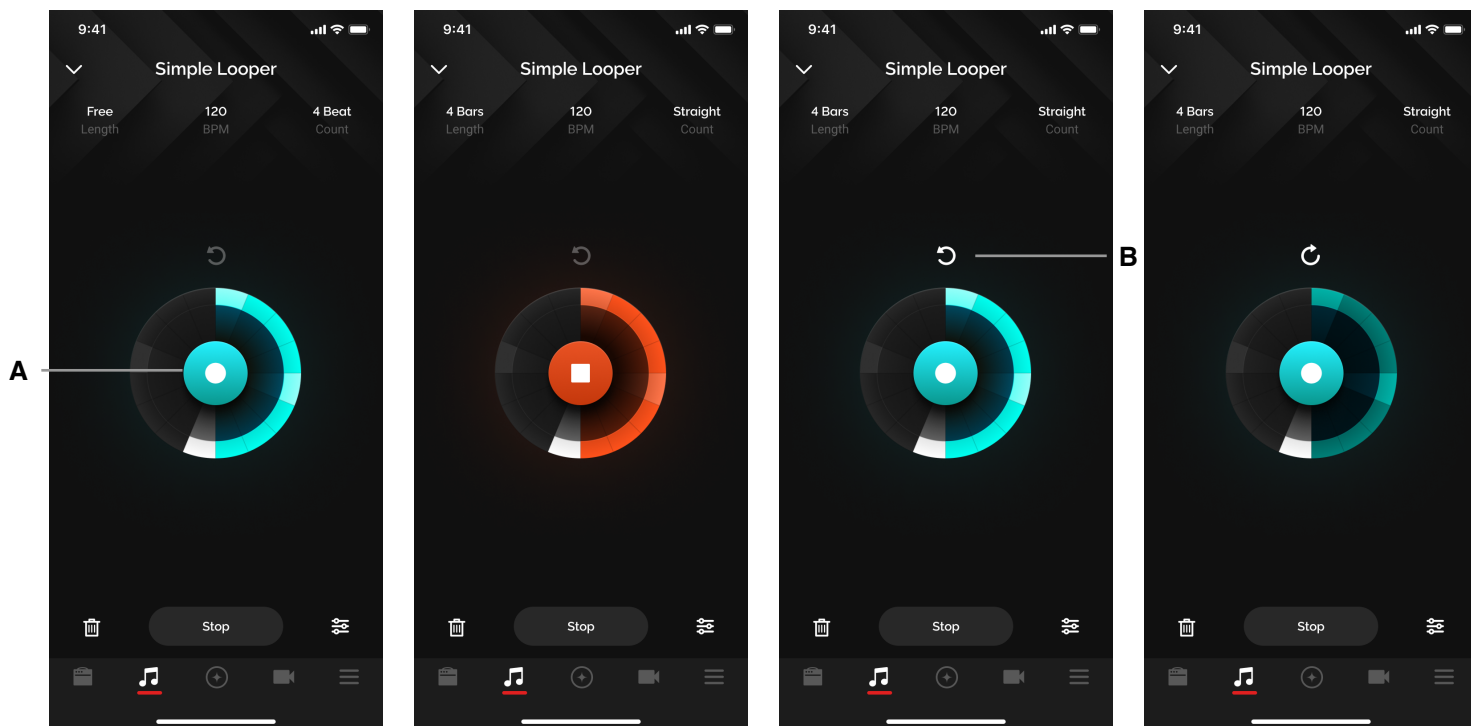 9:41
Simple Looper
Free 120 4 Beat
Length BPM Count
A
Stop
9:41
Simple Looper
4 Bars 120 Straight
Length BPM Count
Stop
9:41
Simple Looper
4 Bars 120 Straight
Length BPM Count
B
Stop
9:41
Simple Looper
4 Bars 120 Straight
Length BPM Count
Stop